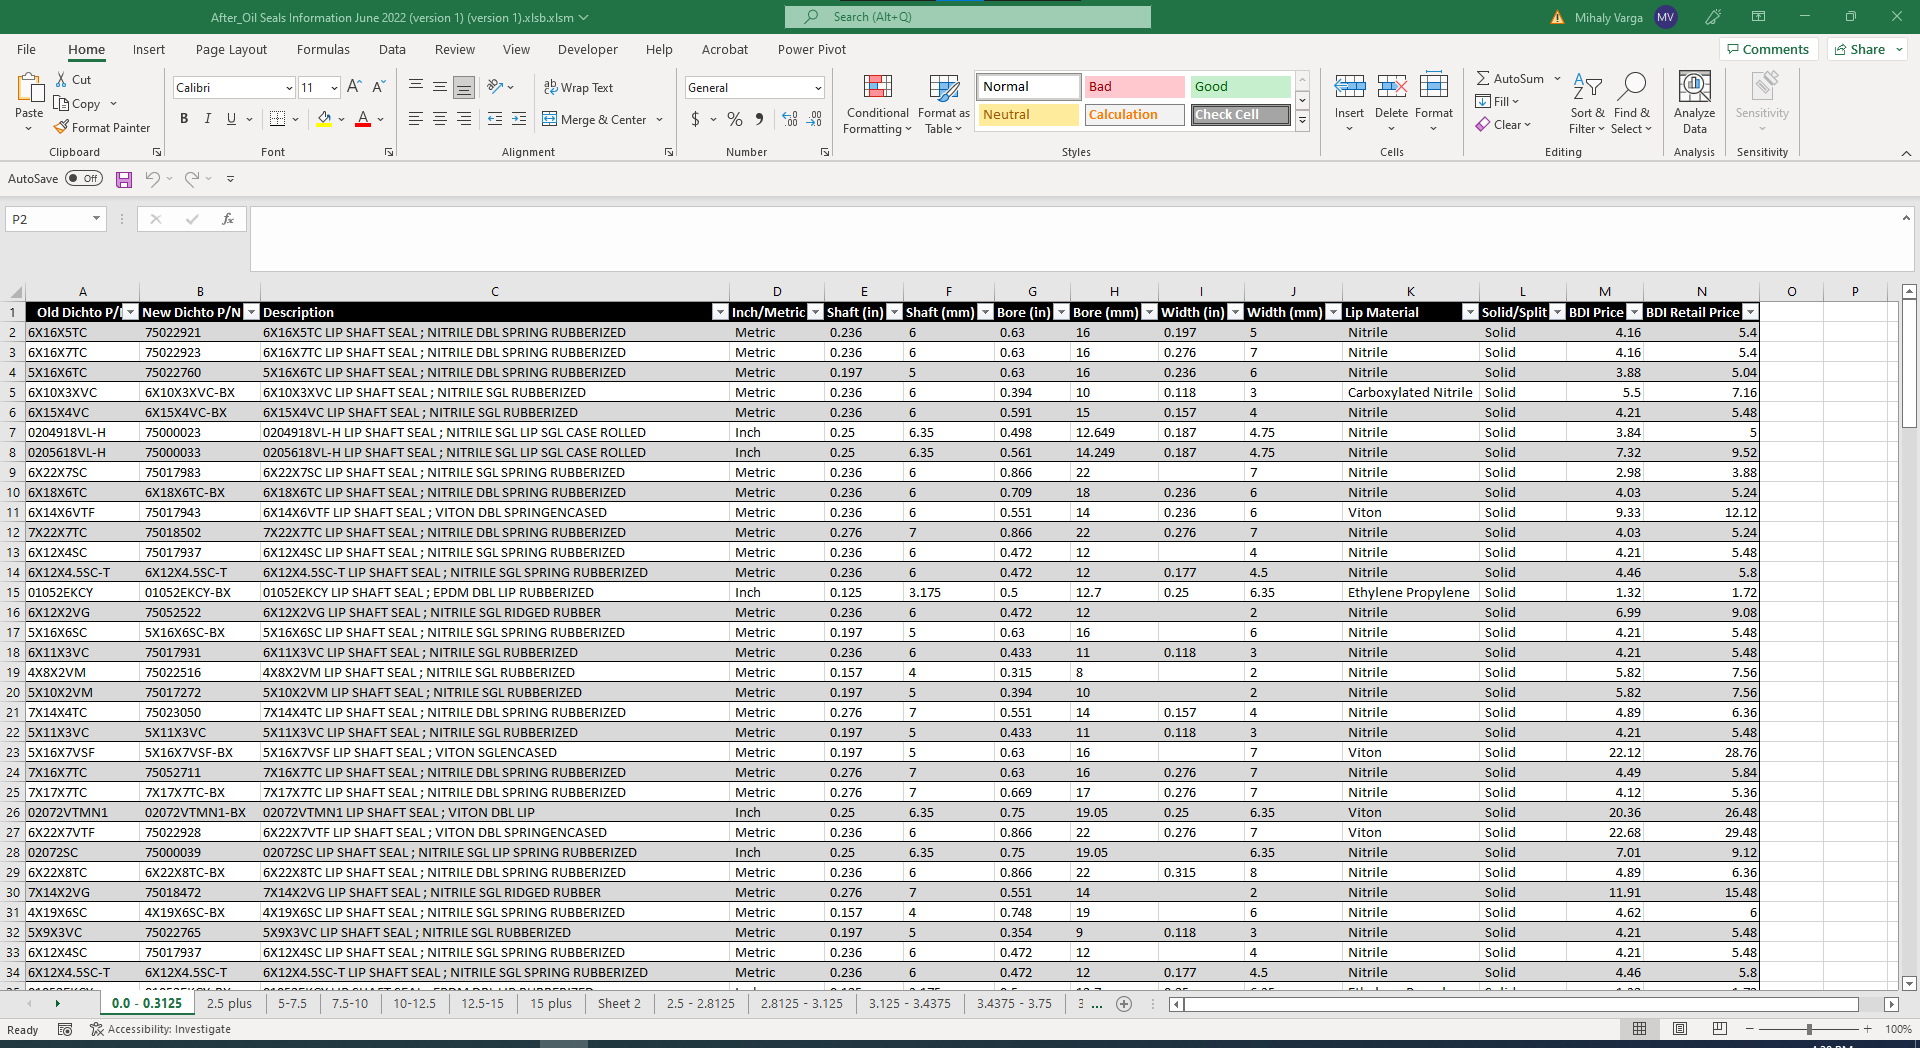 After_Oil Seals Information June 2022 (version 1) (version 1).xlsb.xlsm
Search (Alt+Q)
Mihaly Varga MV
File Home Insert Page Layout Formulas Data Review View Developer Help Acrobat Power Pivot Comments Share
Paste Cut Copy Format Painter Clipboard
Calibri 11 B I U A A A Font
Wrap Text Merge & Center Alignment
General $ % Number
Conditional Formatting Format as Table Normal Bad Good Neutral Calculation Check Cell Styles
Insert Delete Format Cells
AutoSum Fill Clear Sort & Filter Find & Select Editing
Analyze Data Analysis Sensitivity Sensitivity
AutoSave Off
P2 fx
A B C D E F G H I J K L M N O P
1 Old Dichto P/ New Dichto P/N Description Inch/Metric Shaft (in) Shaft (mm) Bore (in) Bore (mm) Width (in) Width (mm) Lip Material Solid/Split BDI Price BDI Retail Price
2 6X16X5TC 75022921 6X16X5TC LIP SHAFT SEAL ; NITRILE DBL SPRING RUBBERIZED Metric 0.236 6 0.63 16 0.197 5 Nitrile Solid 4.16 5.4
3 6X16X7TC 75022923 6X16X7TC LIP SHAFT SEAL ; NITRILE DBL SPRING RUBBERIZED Metric 0.236 6 0.63 16 0.276 7 Nitrile Solid 4.16 5.4
4 5X16X6TC 75022760 5X16X6TC LIP SHAFT SEAL ; NITRILE DBL SPRING RUBBERIZED Metric 0.197 5 0.63 16 0.236 6 Nitrile Solid 3.88 5.04
5 6X10X3XVC 6X10X3XVC-BX 6X10X3XVC LIP SHAFT SEAL ; NITRILE SGL RUBBERIZED Metric 0.236 6 0.394 10 0.118 3 Carboxylated Nitrile Solid 5.5 7.16
6 6X15X4VC 6X15X4VC-BX 6X15X4VC LIP SHAFT SEAL ; NITRILE SGL RUBBERIZED Metric 0.236 6 0.591 15 0.157 4 Nitrile Solid 4.21 5.48
7 0204918VL-H 75000023 0204918VL-H LIP SHAFT SEAL ; NITRILE SGL LIP SGL CASE ROLLED Inch 0.25 6.35 0.498 12.649 0.187 4.75 Nitrile Solid 3.84 5
8 0205618VL-H 75000033 0205618VL-H LIP SHAFT SEAL ; NITRILE SGL LIP SGL CASE ROLLED Inch 0.25 6.35 0.561 14.249 0.187 4.75 Nitrile Solid 7.32 9.52
9 6X22X7SC 75017983 6X22X7SC LIP SHAFT SEAL ; NITRILE SGL SPRING RUBBERIZED Metric 0.236 6 0.866 22 7 Nitrile Solid 2.98 3.88
10 6X18X6TC 6X18X6TC-BX 6X18X6TC LIP SHAFT SEAL ; NITRILE DBL SPRING RUBBERIZED Metric 0.236 6 0.709 18 0.236 6 Nitrile Solid 4.03 5.24
11 6X14X6VTF 75017943 6X14X6VTF LIP SHAFT SEAL ; VITON DBL SPRINGENCASED Metric 0.236 6 0.551 14 0.236 6 Viton Solid 9.33 12.12
12 7X22X7TC 75018502 7X22X7TC LIP SHAFT SEAL ; NITRILE DBL SPRING RUBBERIZED Metric 0.276 7 0.866 22 0.276 7 Nitrile Solid 4.03 5.24
13 6X12X4SC 75017937 6X12X4SC LIP SHAFT SEAL ; NITRILE SGL SPRING RUBBERIZED Metric 0.236 6 0.472 12 4 Nitrile Solid 4.21 5.48
14 6X12X4.5SC-T 6X12X4.5SC-T 6X12X4.5SC-T LIP SHAFT SEAL ; NITRILE SGL SPRING RUBBERIZED Metric 0.236 6 0.472 12 0.177 4.5 Nitrile Solid 4.46 5.8
15 01052EKCY 01052EKCY-BX 01052EKCY LIP SHAFT SEAL ; EPDM DBL LIP RUBBERIZED Inch 0.125 3.175 0.5 12.7 0.25 6.35 Ethylene Propylene Solid 1.32 1.72
16 6X12X2VG 75052522 6X12X2VG LIP SHAFT SEAL ; NITRILE SGL RIDGED RUBBER Metric 0.236 6 0.472 12 2 Nitrile Solid 6.99 9.08
17 5X16X6SC 5X16X6SC-BX 5X16X6SC LIP SHAFT SEAL ; NITRILE SGL SPRING RUBBERIZED Metric 0.197 5 0.63 16 6 Nitrile Solid 4.21 5.48
18 6X11X3VC 75017931 6X11X3VC LIP SHAFT SEAL ; NITRILE SGL RUBBERIZED Metric 0.236 6 0.433 11 0.118 3 Nitrile Solid 4.21 5.48
19 4X8X2VM 75022516 4X8X2VM LIP SHAFT SEAL ; NITRILE SGL RUBBERIZED Metric 0.157 4 0.315 8 2 Nitrile Solid 5.82 7.56
20 5X10X2VM 75017272 5X10X2VM LIP SHAFT SEAL ; NITRILE SGL RUBBERIZED Metric 0.197 5 0.394 10 2 Nitrile Solid 5.82 7.56
21 7X14X4TC 75023050 7X14X4TC LIP SHAFT SEAL ; NITRILE DBL SPRING RUBBERIZED Metric 0.276 7 0.551 14 0.157 4 Nitrile Solid 4.89 6.36
22 5X11X3VC 5X11X3VC 5X11X3VC LIP SHAFT SEAL ; NITRILE SGL RUBBERIZED Metric 0.197 5 0.433 11 0.118 3 Nitrile Solid 4.21 5.48
23 5X16X7VSF 5X16X7VSF-BX 5X16X7VSF LIP SHAFT SEAL ; VITON SGLENCASED Metric 0.197 5 0.63 16 7 Viton Solid 22.12 28.76
24 7X16X7TC 75052711 7X16X7TC LIP SHAFT SEAL ; NITRILE DBL SPRING RUBBERIZED Metric 0.276 7 0.63 16 0.276 7 Nitrile Solid 4.49 5.84
25 7X17X7TC 7X17X7TC-BX 7X17X7TC LIP SHAFT SEAL ; NITRILE DBL SPRING RUBBERIZED Metric 0.276 7 0.669 17 0.276 7 Nitrile Solid 4.12 5.36
26 02072VTMN1 02072VTMN1-BX 02072VTMN1 LIP SHAFT SEAL ; VITON DBL LIP Inch 0.25 6.35 0.75 19.05 0.25 6.35 Viton Solid 20.36 26.48
27 6X22X7VTF 75022928 6X22X7VTF LIP SHAFT SEAL ; VITON DBL SPRINGENCASED Metric 0.236 6 0.866 22 0.276 7 Viton Solid 22.68 29.48
28 02072SC 75000039 02072SC LIP SHAFT SEAL ; NITRILE SGL LIP SPRING RUBBERIZED Inch 0.25 6.35 0.75 19.05 6.35 Nitrile Solid 7.01 9.12
29 6X22X8TC 6X22X8TC-BX 6X22X8TC LIP SHAFT SEAL ; NITRILE DBL SPRING RUBBERIZED Metric 0.236 6 0.866 22 0.315 8 Nitrile Solid 4.89 6.36
30 7X14X2VG 75018472 7X14X2VG LIP SHAFT SEAL ; NITRILE SGL RIDGED RUBBER Metric 0.276 7 0.551 14 2 Nitrile Solid 11.91 15.48
31 4X19X6SC 4X19X6SC-BX 4X19X6SC LIP SHAFT SEAL ; NITRILE SGL SPRING RUBBERIZED Metric 0.157 4 0.748 19 6 Nitrile Solid 4.62 6
32 5X9X3VC 75022765 5X9X3VC LIP SHAFT SEAL ; NITRILE SGL RUBBERIZED Metric 0.197 5 0.354 9 0.118 3 Nitrile Solid 4.21 5.48
33 6X12X4SC 75017937 6X12X4SC LIP SHAFT SEAL ; NITRILE SGL SPRING RUBBERIZED Metric 0.236 6 0.472 12 4 Nitrile Solid 4.21 5.48
34 6X12X4.5SC-T 6X12X4.5SC-T 6X12X4.5SC-T LIP SHAFT SEAL ; NITRILE SGL SPRING RUBBERIZED Metric 0.236 6 0.472 12 0.177 4.5 Nitrile Solid 4.46 5.8
0.0 - 0.3125 2.5 plus 5-7.5 7.5-10 10-12.5 12.5-15 15 plus Sheet 2 2.5 - 2.8125 2.8125 - 3.125 3.125 - 3.4375 3.4375 - 3.75 3 ...
Ready Accessibility: Investigate 100%